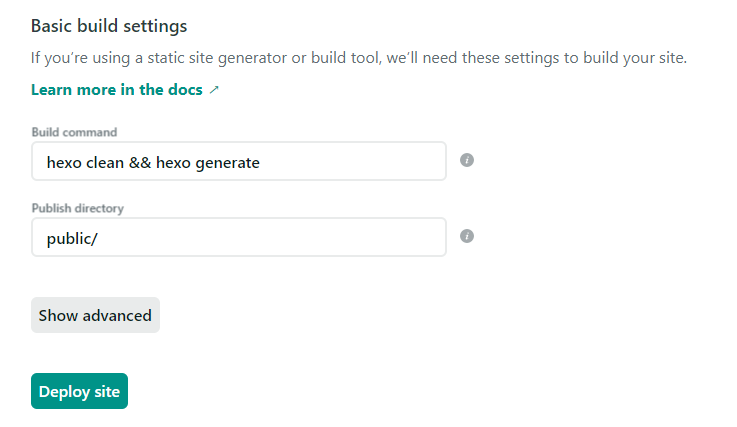 Basic build settings
If you’re using a static site generator or build tool, we’ll need these settings to build your site.
Learn more in the docs ↗
Build command
hexo clean && hexo generate
Publish directory
public/
Show advanced
Deploy site